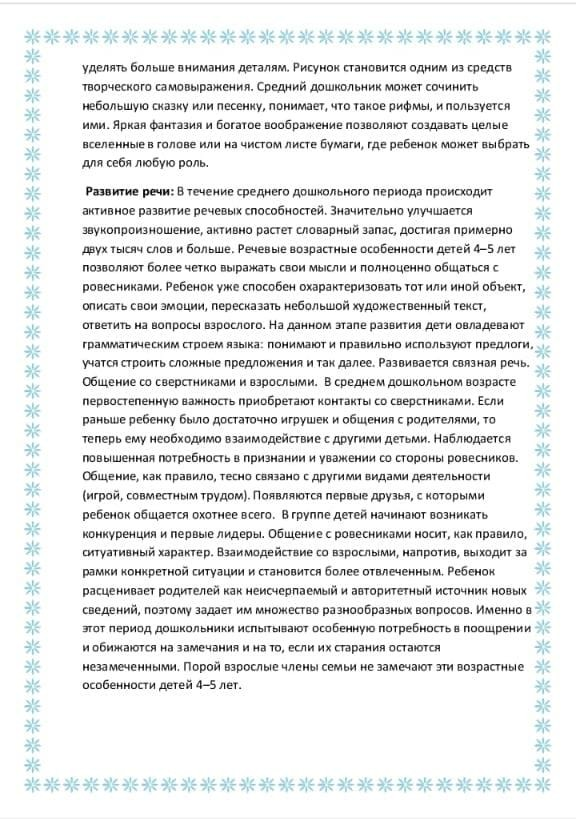 уделять больше внимания деталям. Рисунок становится одним из средств
творческого самовыражения. Средний дошкольник может сочинить
небольшую сказку или песенку, понимает, что такое рифмы, и пользуется
ими. Яркая фантазия и богатое воображение позволяют создавать целые
вселенные в голове или на чистом листе бумаги, где ребенок может выбрать
для себя любую роль.
Развитие речи: В течение среднего дошкольного периода происходит
активное развитие речевых способностей. Значительно улучшается
звукопроизношение, активно растет словарный запас, достигая примерно
двух тысяч слов и больше. Речевые возрастные особенности детей 4–5 лет
позволяют более четко выражать свои мысли и полноценно общаться с
ровесниками. Ребенок уже способен охарактеризовать тот или иной объект,
описать свои эмоции, пересказать небольшой художественный текст,
ответить на вопросы взрослого. На данном этапе развития дети овладевают
грамматическим строем языка: понимают и правильно используют предлоги,
учатся строить сложные предложения и так далее. Развивается связная речь.
Общение со сверстниками и взрослыми. В среднем дошкольном возрасте
первостепенную важность приобретают контакты со сверстниками. Если
раньше ребенку было достаточно игрушек и общения с родителями, то
теперь ему необходимо взаимодействие с другими детьми. Наблюдается
повышенная потребность в признании и уважении со стороны ровесников.
Общение, как правило, тесно связано с другими видами деятельности
(игрой, совместным трудом). Появляются первые друзья, с которыми
ребенок общается охотнее всего. В группе детей начинают возникать
конкуренция и первые лидеры. Общение с ровесниками носит, как правило,
ситуативный характер. Взаимодействие со взрослыми, напротив, выходит за
рамки конкретной ситуации и становится более отвлеченным. Ребенок
расценивает родителей как неисчерпаемый и авторитетный источник новых
сведений, поэтому задает им множество разнообразных вопросов. Именно в
этот период дошкольники испытывают особенную потребность в поощрении
и обижаются на замечания и на то, если их старания остаются
незамеченными. Порой взрослые члены семьи не замечают эти возрастные
особенности детей 4–5 лет.